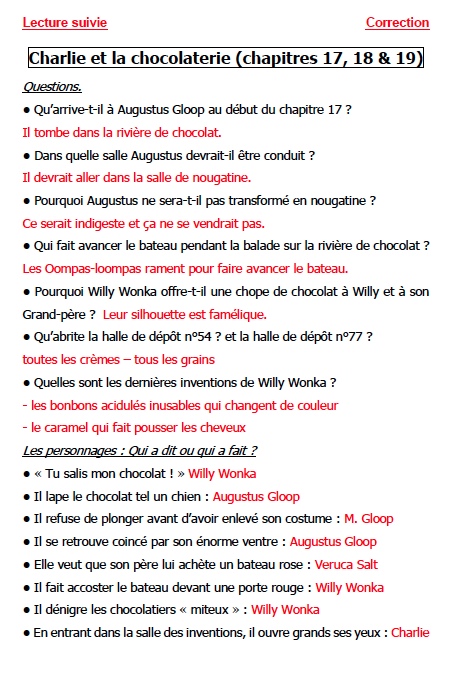 Lecture suivie Correction
Charlie et la chocolaterie (chapitres 17, 18 & 19)
Questions.
● Qu'arrive-t-il à Augustus Gloop au début du chapitre 17 ?
Il tombe dans la rivière de chocolat.
● Dans quelle salle Augustus devrait-il être conduit ?
Il devrait aller dans la salle de nougatine.
● Pourquoi Augustus ne sera-t-il pas transformé en nougatine ?
Ce serait indigeste et ça ne se vendrait pas.
● Qui fait avancer le bateau pendant la balade sur la rivière de chocolat ?
Les Oompas-loompas rament pour faire avancer le bateau.
● Pourquoi Willy Wonka offre-t-il une chope de chocolat à Willy et à son
Grand-père ? Leur silhouette est famélique.
● Qu'abrite la halle de dépôt n°54 ? et la halle de dépôt n°77 ?
toutes les crèmes – tous les grains
● Quelles sont les dernières inventions de Willy Wonka ?
- les bonbons acidulés inusables qui changent de couleur
- le caramel qui fait pousser les cheveux
Les personnages : Qui a dit ou qui a fait ?
● « Tu salis mon chocolat ! » Willy Wonka
● Il lape le chocolat tel un chien : Augustus Gloop
● Il refuse de plonger avant d'avoir enlevé son costume : M. Gloop
● Il se retrouve coincé par son énorme ventre : Augustus Gloop
● Elle veut que son père lui achète un bateau rose : Veruca Salt
● Il fait accoster le bateau devant une porte rouge : Willy Wonka
● Il dénigre les chocolatiers « miteux » : Willy Wonka
● En entrant dans la salle des inventions, il ouvre grands ses yeux : Charlie